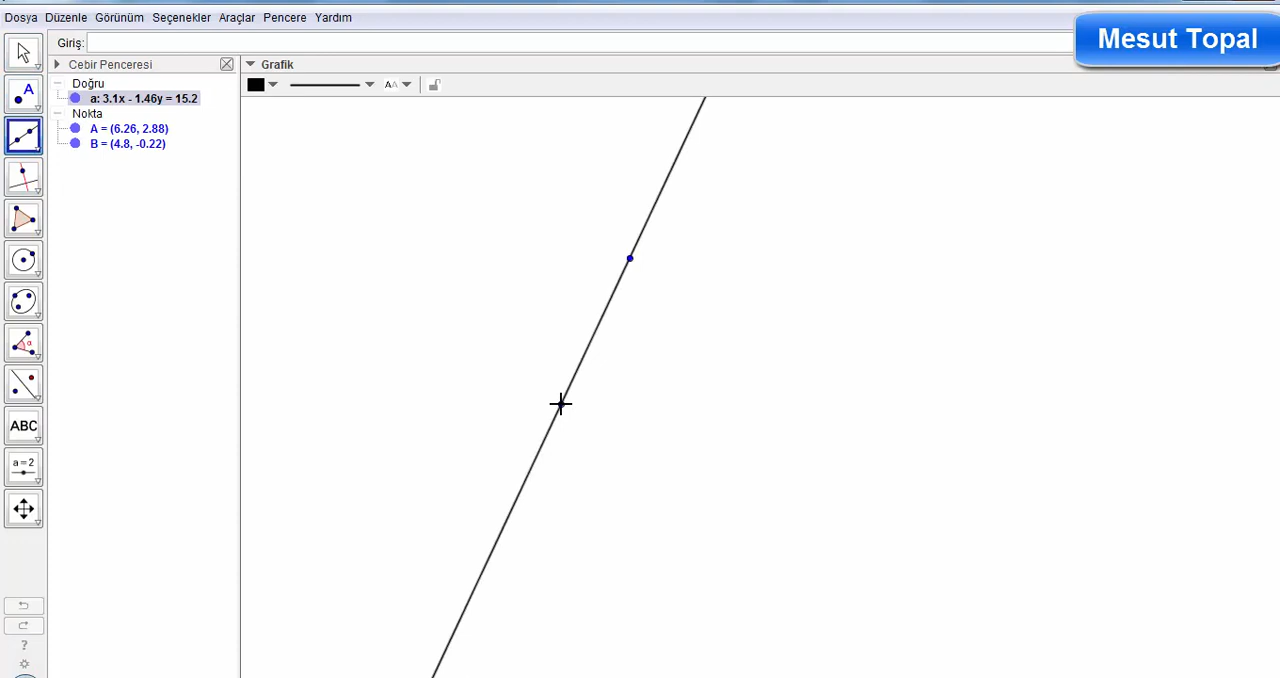 Dosya Düzenle Görünüm Seçenekler Araçlar Pencere Yardım
Mesut Topal
Giriş:
Cebir Penceresi
Grafik
Doğru
a: 3.1x - 1.46y = 15.2
Nokta
A = (6.26, 2.88)
B = (4.8, -0.22)
A
AA
α
ABC
a=2
?